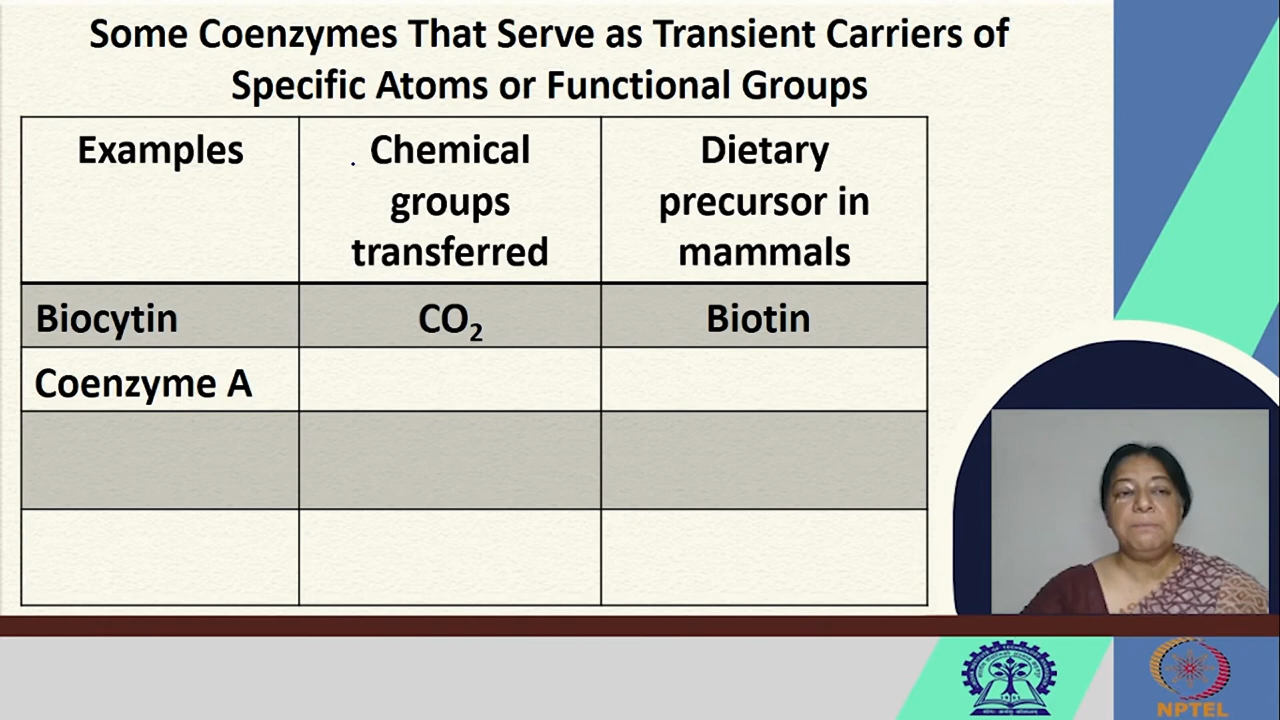 Some Coenzymes That Serve as Transient Carriers of
Specific Atoms or Functional Groups
Examples
Chemical
groups
transferred
Dietary
precursor in
mammals
Biocytin
CO₂
Biotin
Coenzyme A
NPTEL